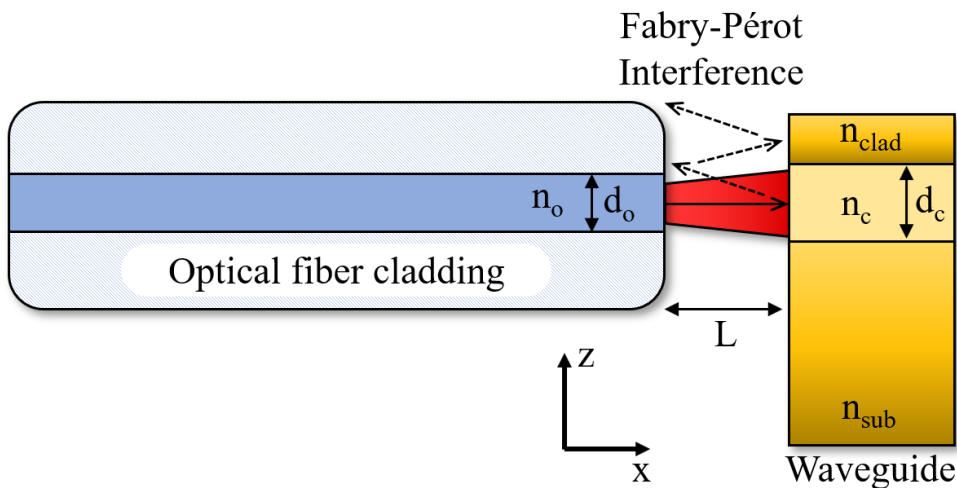 Fabry-Pérot
Interference
n_clad
n_o d_o
n_c d_c
Optical fiber cladding
L
z
n_sub
x
Waveguide